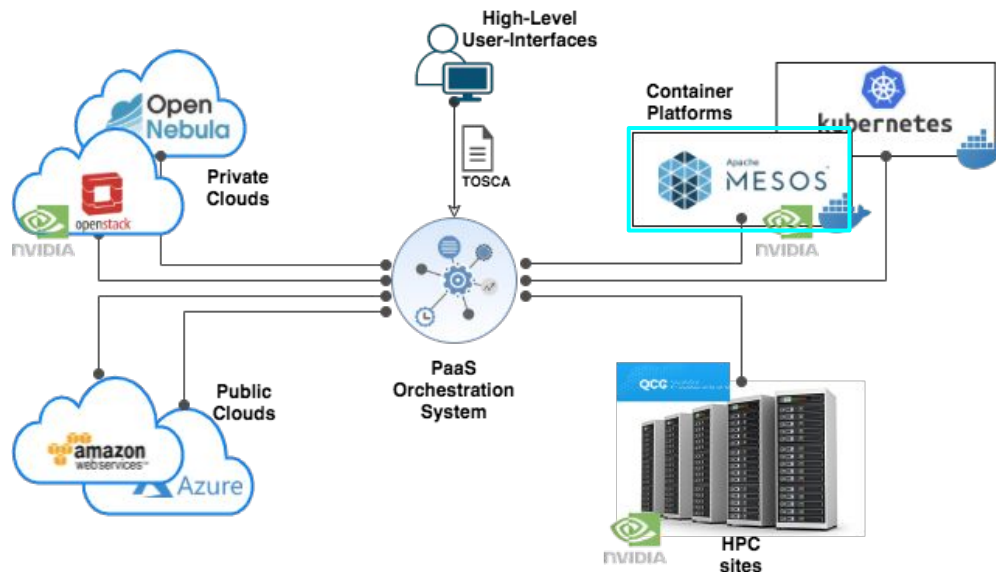 High-Level
User-Interfaces
Open
Nebula
Private
Clouds
openstack
NVIDIA
TOSCA
Container
Platforms
kubernetes
Apache
MESOS
NVIDIA
PaaS
Orchestration
System
Public
Clouds
amazon
webservices™
Azure
QCG
NVIDIA
HPC
sites